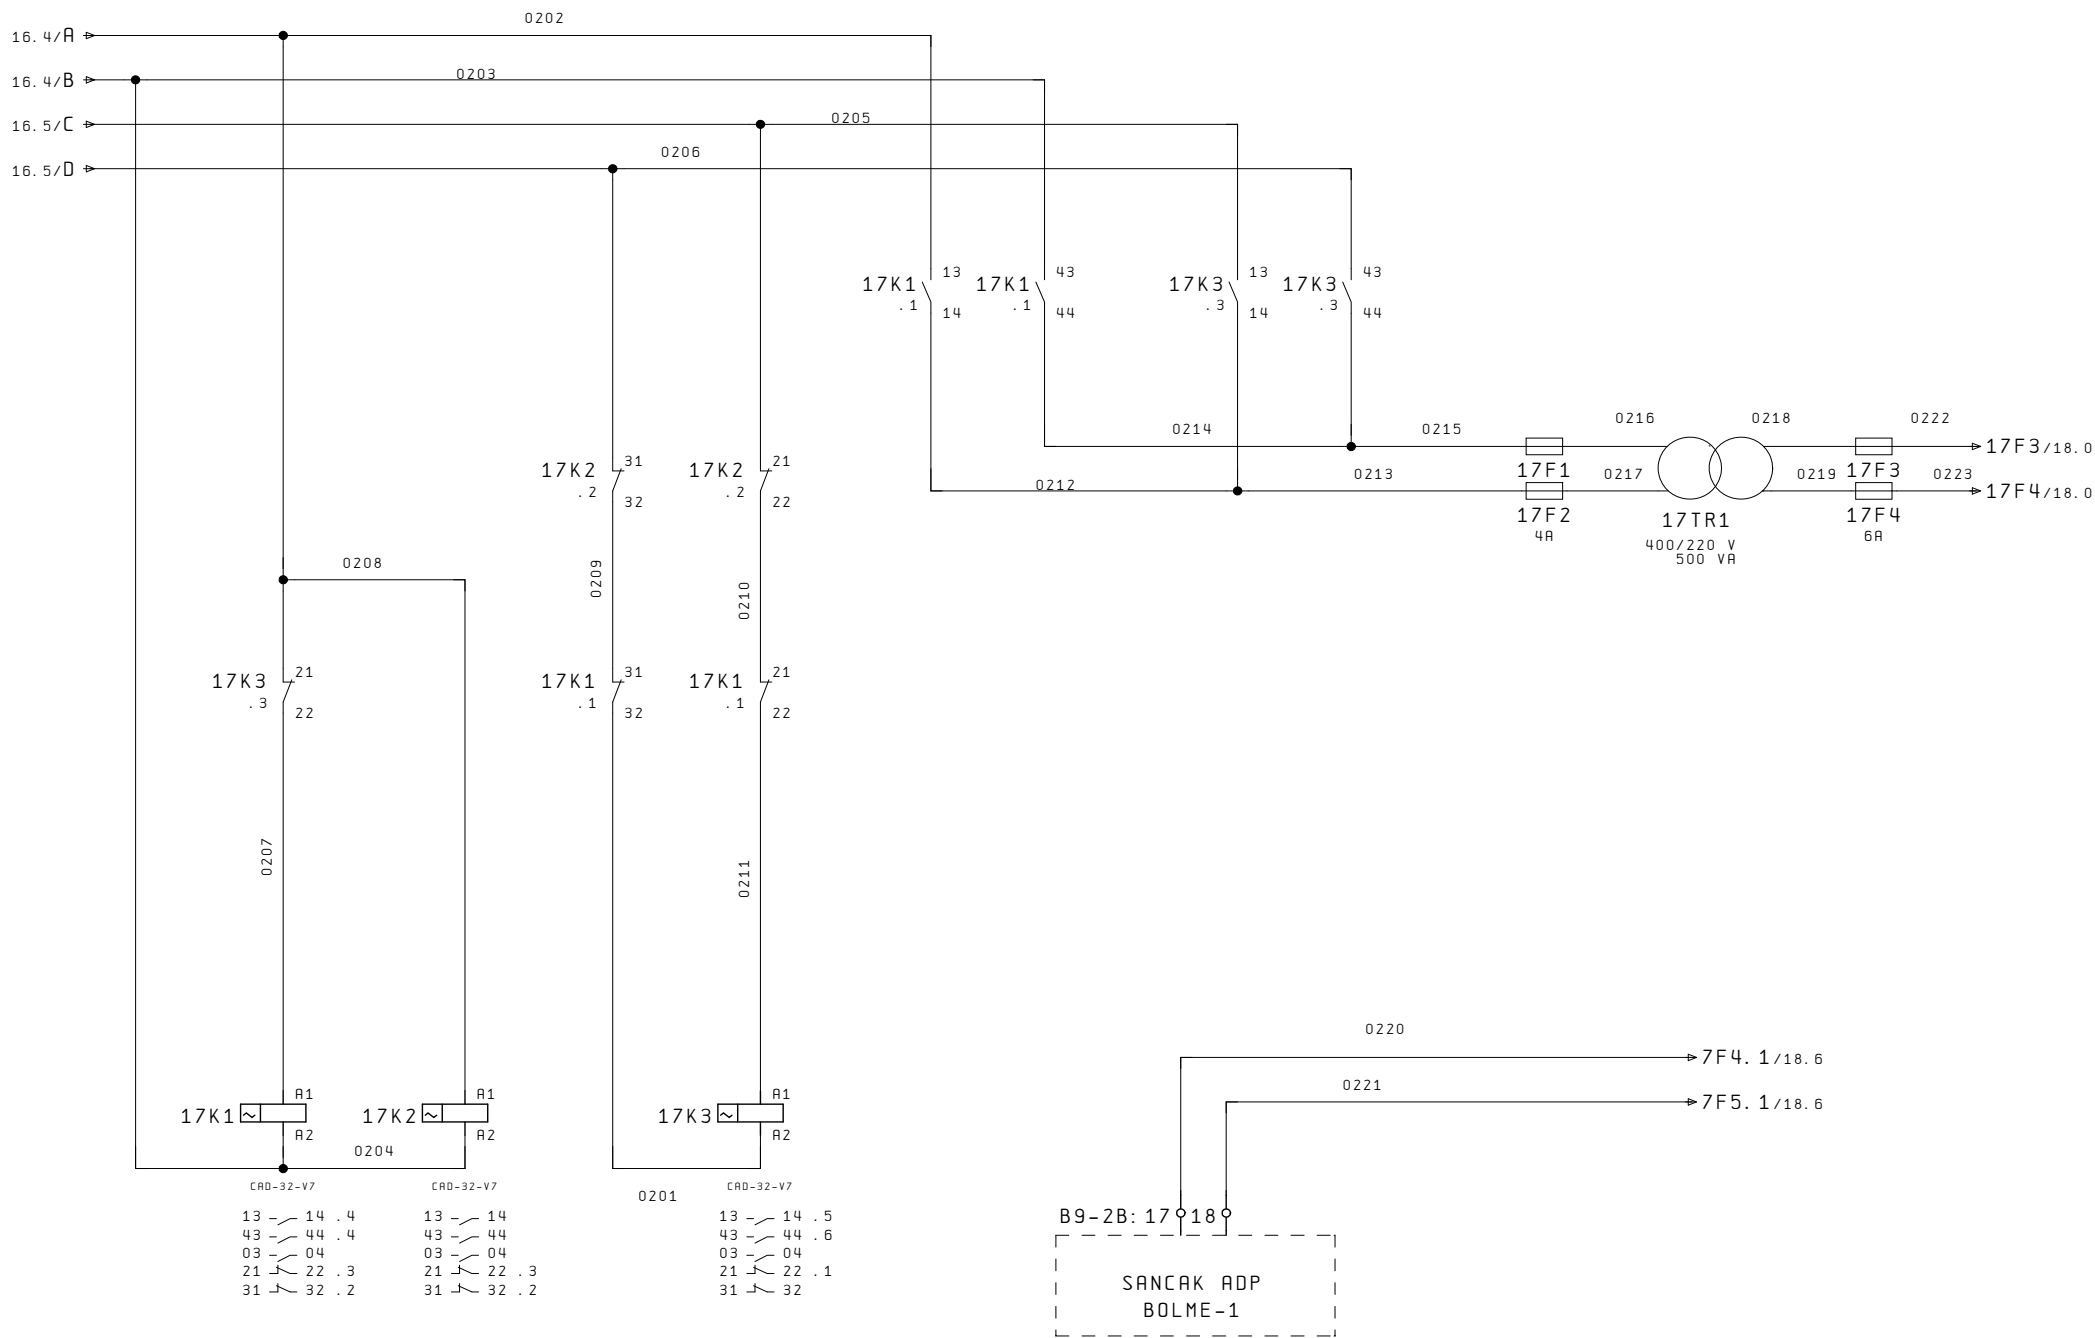 0202
16.4/A
16.4/B
0203
16.5/C
0205
16.5/D
0206
17K1 13
.1 14
17K1 43
.1 44
17K3 13
.3 14
17K3 43
.3 44
0214
0215
0216
0218
0222
17F3/18.0
17F1
17F3
0212
0213
0217
0219
0223
17F4/18.0
17F2
4A
17TR1
400/220 V
500 VA
17F4
6A
17K2 31
.2 32
17K2 21
.2 22
0208
0209
0210
17K3 21
.3 22
17K1 31
.1 32
17K1 21
.1 22
0207
0211
17K1 A1
A2
17K2 A1
A2
17K3 A1
A2
0204
0201
CAD-32-V7
13 14 .4
43 44 .4
03 04
21 22 .3
31 32 .2
CAD-32-V7
13 14
43 44
03 04
21 22 .3
31 32 .2
CAD-32-V7
13 14 .5
43 44 .6
03 04
21 22 .1
31 32
0220
7F4.1/18.6
0221
7F5.1/18.6
B9-2B: 17 18
SANCAK ADP
BOLME-1